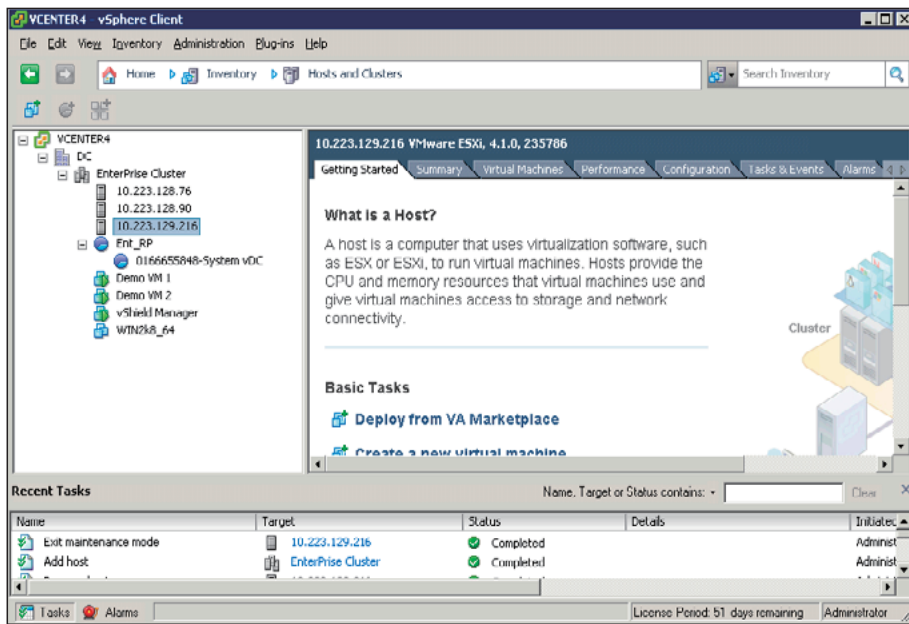 VCENTER4 - vSphere Client
File Edit View Inventory Administration Plug-ins Help
Home Inventory Hosts and Clusters
Search Inventory
VCENTER4
DC
EnterPrise Cluster
10.223.128.76
10.223.128.90
10.223.129.216
Ent_RP
0166655848-System vDC
Demo VM 1
Demo VM 2
vShield Manager
WIN2k8_64
10.223.129.216 VMware ESXi, 4.1.0, 235786
Getting Started Summary Virtual Machines Performance Configuration Tasks & Events Alarms
What is a Host?
A host is a computer that uses virtualization software, such
as ESX or ESXi, to run virtual machines. Hosts provide the
CPU and memory resources that virtual machines use and
give virtual machines access to storage and network
connectivity.
Cluster
Basic Tasks
Deploy from VA Marketplace
Create a new virtual machine
Recent Tasks
Name, Target or Status contains:
Clear
Name Target Status Details Initiated
Exit maintenance mode 10.223.129.216 Completed Administ
Add host EnterPrise Cluster Completed Administ
Tasks Alarms License Period: 51 days remaining Administrator